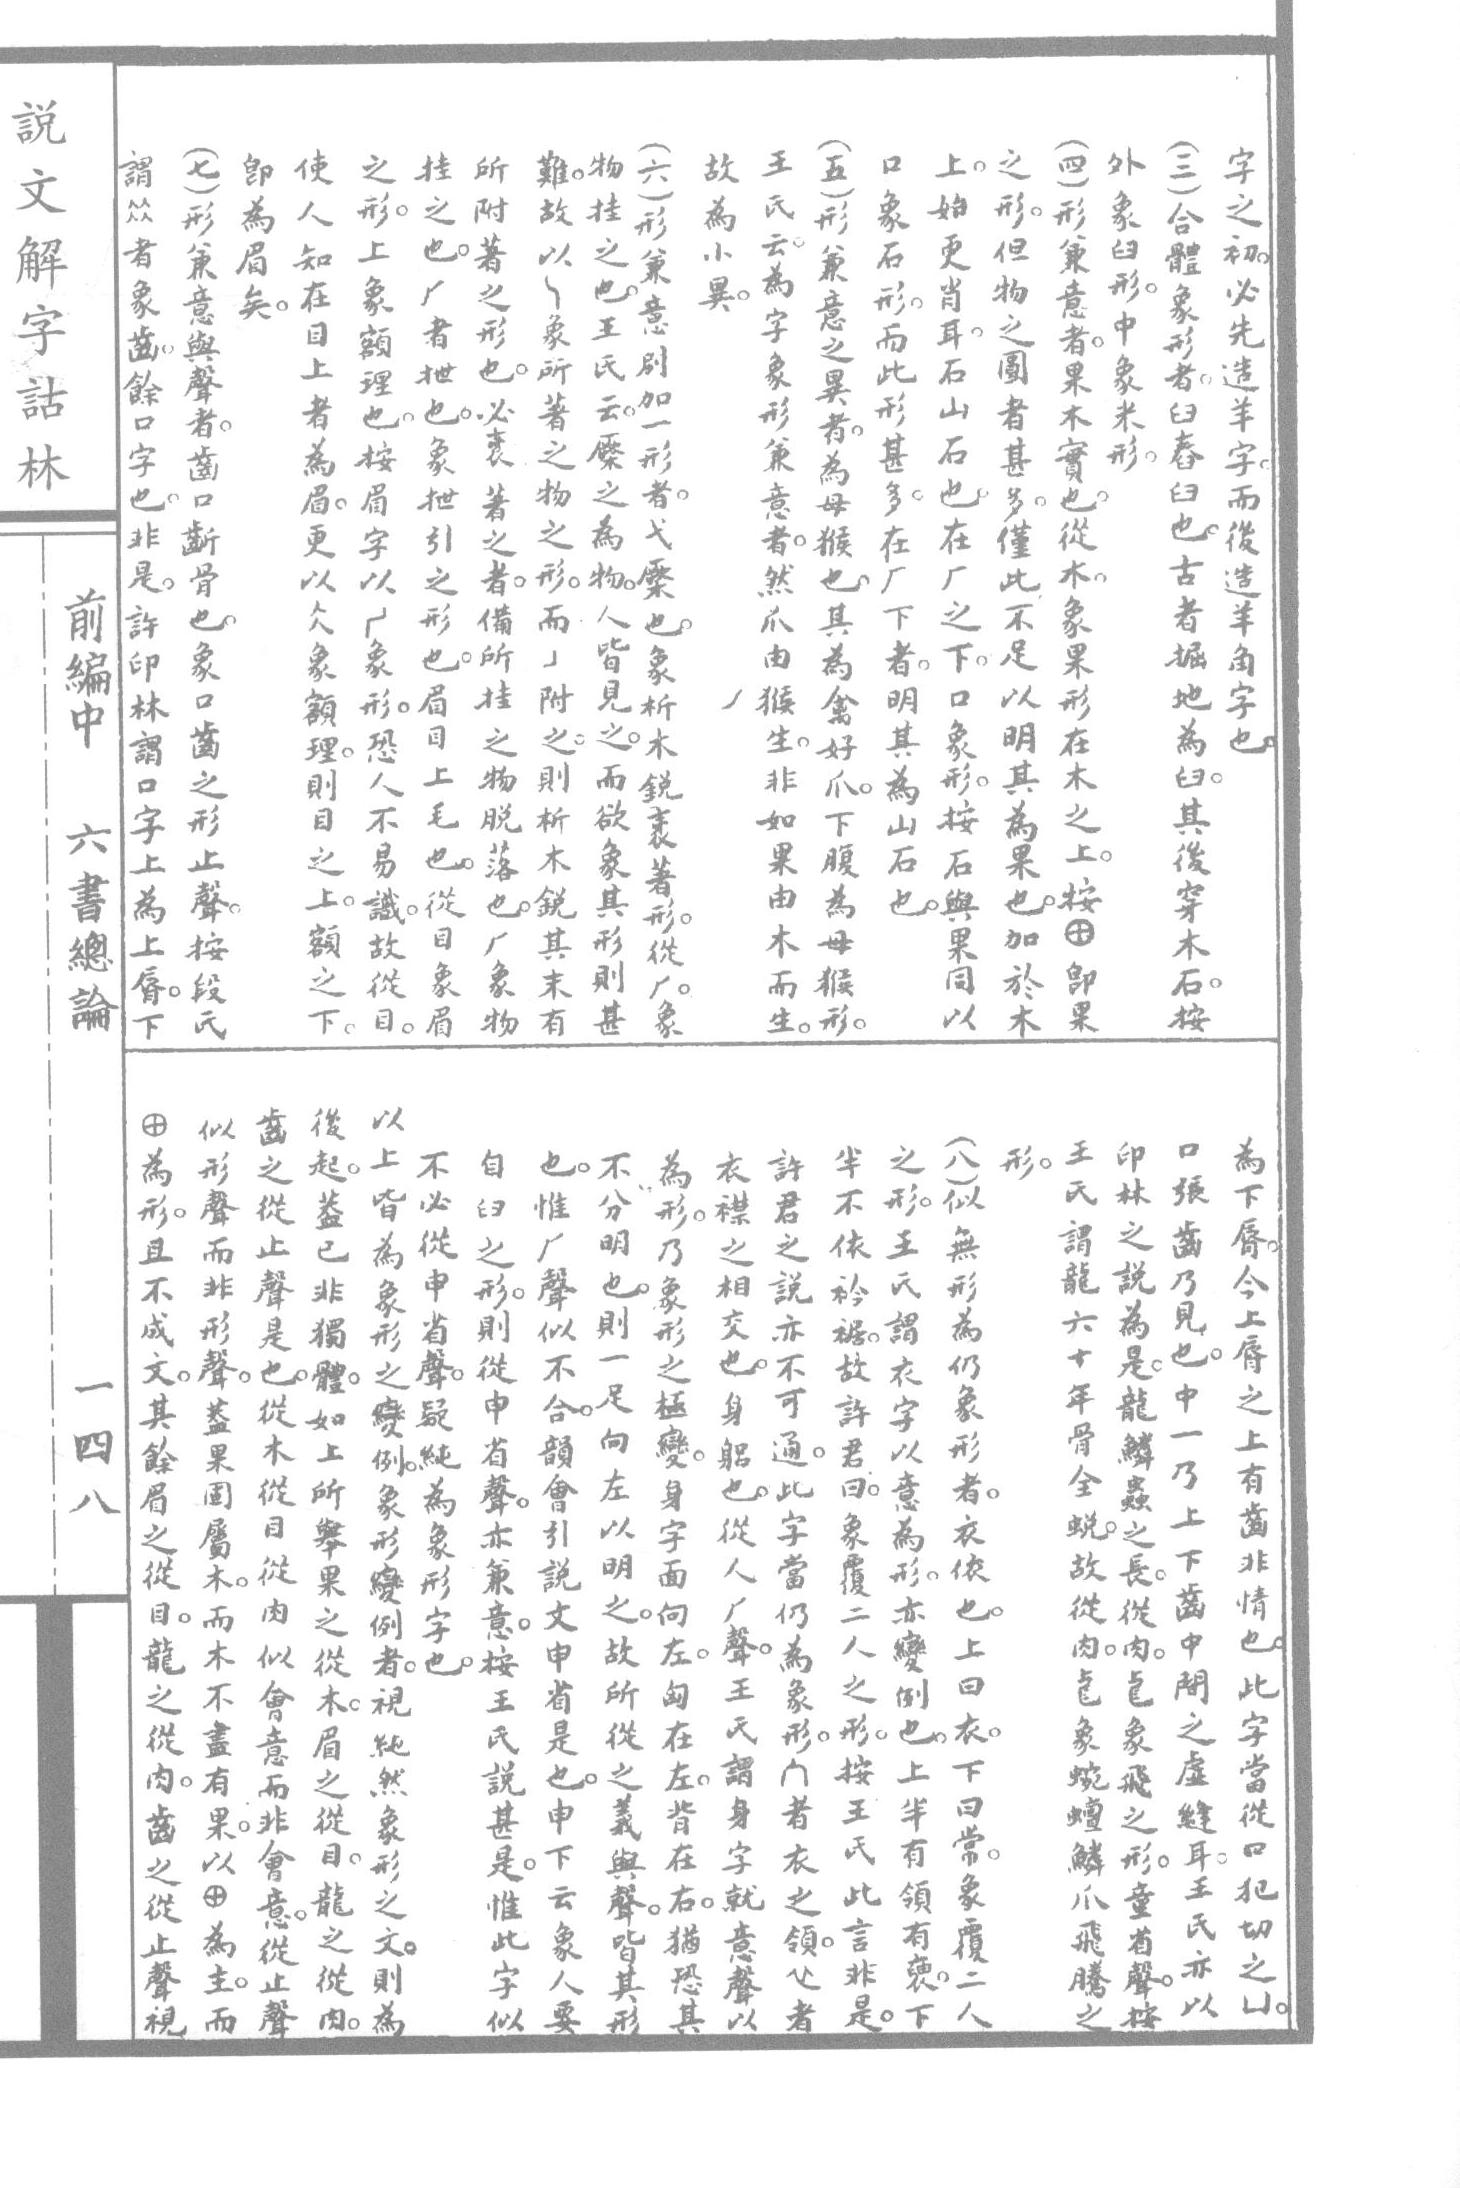 字之初。必先造羊字。而後造羊角字也。
(三)合體象形者。臼舂臼也。古者掘地為臼。其後穿木石。按
外象臼形。中象米形。
(四)形兼意者。果木實也。從木。象果形在木之上。按⊕卽果
之形。但物之圜者甚多。僅此不足以明其為果也。加於木
上。始更肖耳。石山石也。在厂之下。口象形。按石與果同以
口象石形。而此形甚多。在厂下者。明其為山石也。
(五)形兼意之異者。為母猴也。其為禽好爪。下腹為母猴形。
王氏云。為字象形兼意者。然爪由猴生。非如果由木而生。
故為小異。
(六)形兼意別加一形者。弋橜也。象析木銳衺著形。從厂。象
物挂之也。王氏云。橜之為物。人皆見之。而欲象其形則甚
難。故以乀象所著之物之形。而亅附之。則析木銳其末有
所附著之形也。必衺著之者。備所挂之物脫落也。厂象物
挂之也。厂者抴也。象抴引之形也。眉目上毛也。從目象眉
之形。上象額理也。按眉字以𠃜象形。恐人不易識。故從目。
使人知在目上者為眉。更以仌象額理。則目之上。額之下。
卽為眉矣。
(七)形兼意與聲者。齒口齗骨也。象口齒之形止聲。按段氏
謂𠈌者象齒。餘口字也。非是。許印林謂口字上為上脣。下
為下脣。今上脣之上有齒非情也。此字當從口犯切之凵。
口張齒乃見也。中一乃上下齒中間之虛縫耳。王氏亦以
印林之說為是。龍鱗蟲之長。從肉。㔾象飛之形。童省聲。按
王氏謂龍六十年骨全蛻。故從肉。㔾象蜿蟺鱗爪飛騰之
形。
(八)似無形為仍象形者。衣依也。上曰衣。下曰常。象覆二人
之形。王氏謂衣字以意為形。亦變例也。上半有領有褏。下
半不依衿裾。故許君曰。象覆二人之形。按王氏此言非是。
許君之說亦不可通。此字當仍為象形。𠆢者衣之領。𠆢者
衣襟之相交也。身躳也。從人厂聲。王氏謂身字就意聲以
為形。乃象形之極變。身字面向左。匈在左。背在右。猶恐其
不分明也。則一足向左以明之。故所從之義與聲。皆其形
也。惟厂聲似不合。韻會引說文申省是也。申下云象人要
自臼之形。則從申省聲。亦兼意。按王氏說甚是。惟此字似
不必從申省聲。疑純為象形字也。
以上皆為象形之變例。象形變例者。視純然象形之文。則為
後起。蓋已非獨體。如上所舉果之從木。眉之從目。龍之從肉。
齒之從止聲是也。從木從目從肉似會意而非會意。從止聲
似形聲而非形聲。蓋果固屬木。而木不盡有果。以⊕為主。而
⊕為形。且不成文。其餘眉之從目。龍之從肉。齒之從止聲視
說文解字詁林
前編中　六書總論
一四八